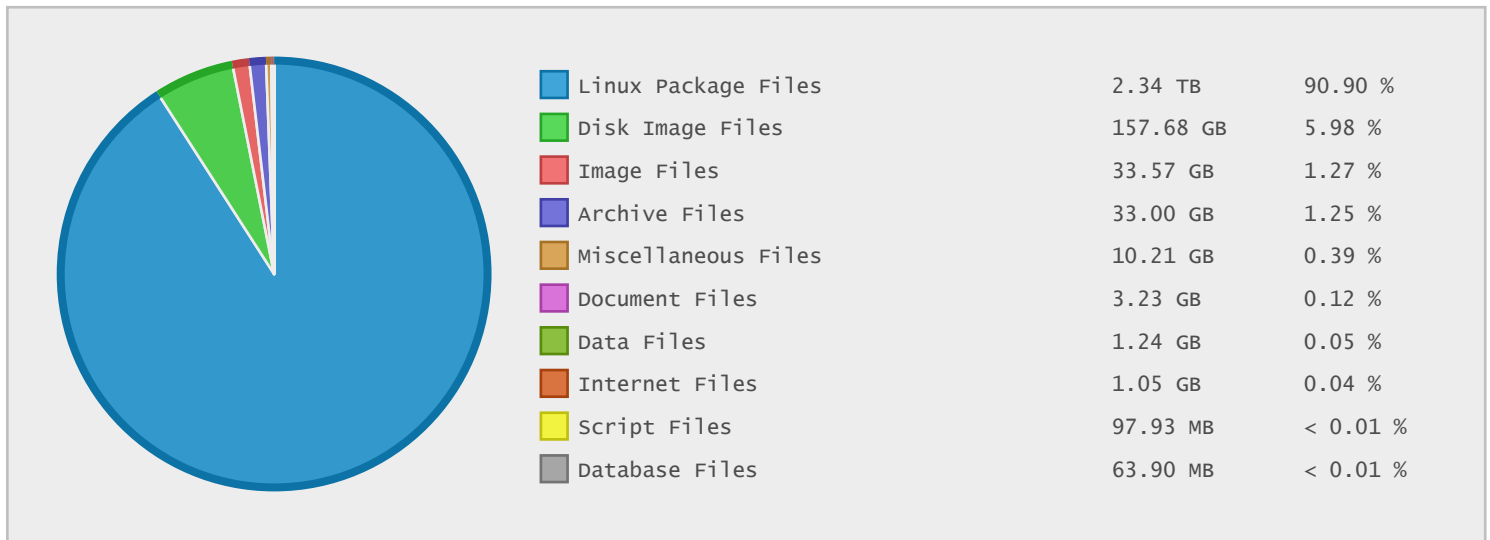 Linux Package Files 2.34 TB 90.90 %
Disk Image Files 157.68 GB 5.98 %
Image Files 33.57 GB 1.27 %
Archive Files 33.00 GB 1.25 %
Miscellaneous Files 10.21 GB 0.39 %
Document Files 3.23 GB 0.12 %
Data Files 1.24 GB 0.05 %
Internet Files 1.05 GB 0.04 %
Script Files 97.93 MB < 0.01 %
Database Files 63.90 MB < 0.01 %